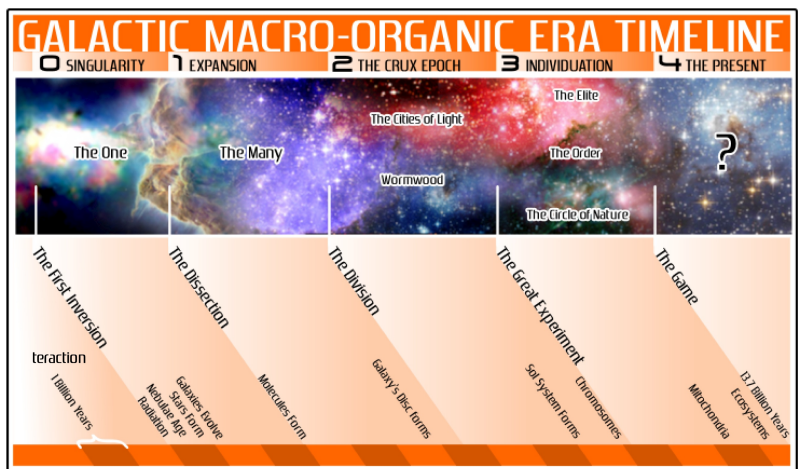 GALACTIC MACRO-ORGANIC ERA TIMELINE
0 SINGULARITY
1 EXPANSION
2 THE CRUX EPOCH
3 INDIVIDUATION
4 THE PRESENT
The One
The Many
The Cities of Light
Wormwood
The Elite
The Order
The Circle of Nature
?
The First Inversion
The Dissection
The Division
The Great Experiment
The Game
teraction
1 Billion Years
Radiation
Nebulae Age
Stars Form
Galaxies Evolve
Molecules Form
Galaxy's Disc forms
Sol System Forms
Chromosomes
Mitochondria
Ecosystems
13.7 Billion Years